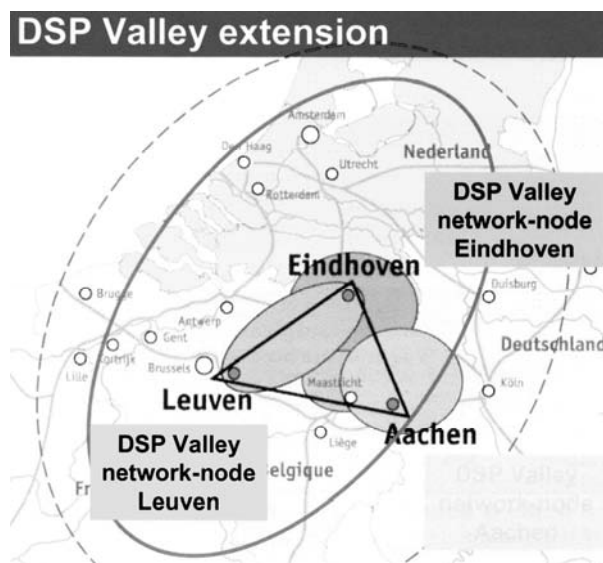 DSP Valley extension
Amsterdam
Den Haag
Utrecht
Nederland
Rotterdam
DSP Valley
network-node
Eindhoven
Eindhoven
Duisburg
Brugge
Antwerp
Gent
Deutschland
Kortrijk
Lille
Brussels
Maastricht
Köln
Leuven
Aachen
Liège
DSP Valley
network-node
Leuven
Belgique
Fr
DSP Valley
network-node
Aachen